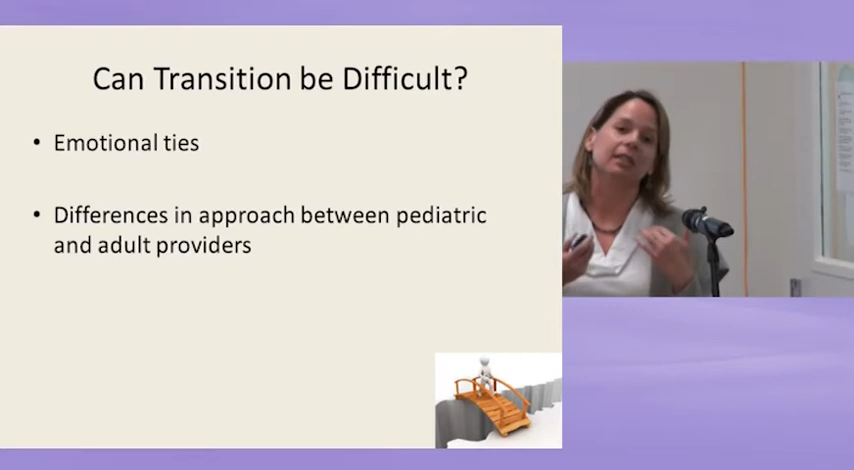 Can Transition be Difficult?
• Emotional ties
• Differences in approach between pediatric
and adult providers